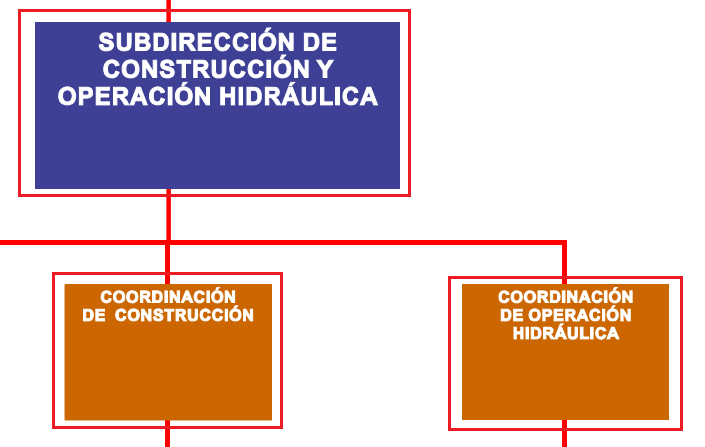 SUBDIRECCIÓN DE
CONSTRUCCIÓN Y
OPERACIÓN HIDRÁULICA
COORDINACIÓN
DE  CONSTRUCCIÓN
COORDINACIÓN
DE OPERACIÓN
HIDRÁULICA